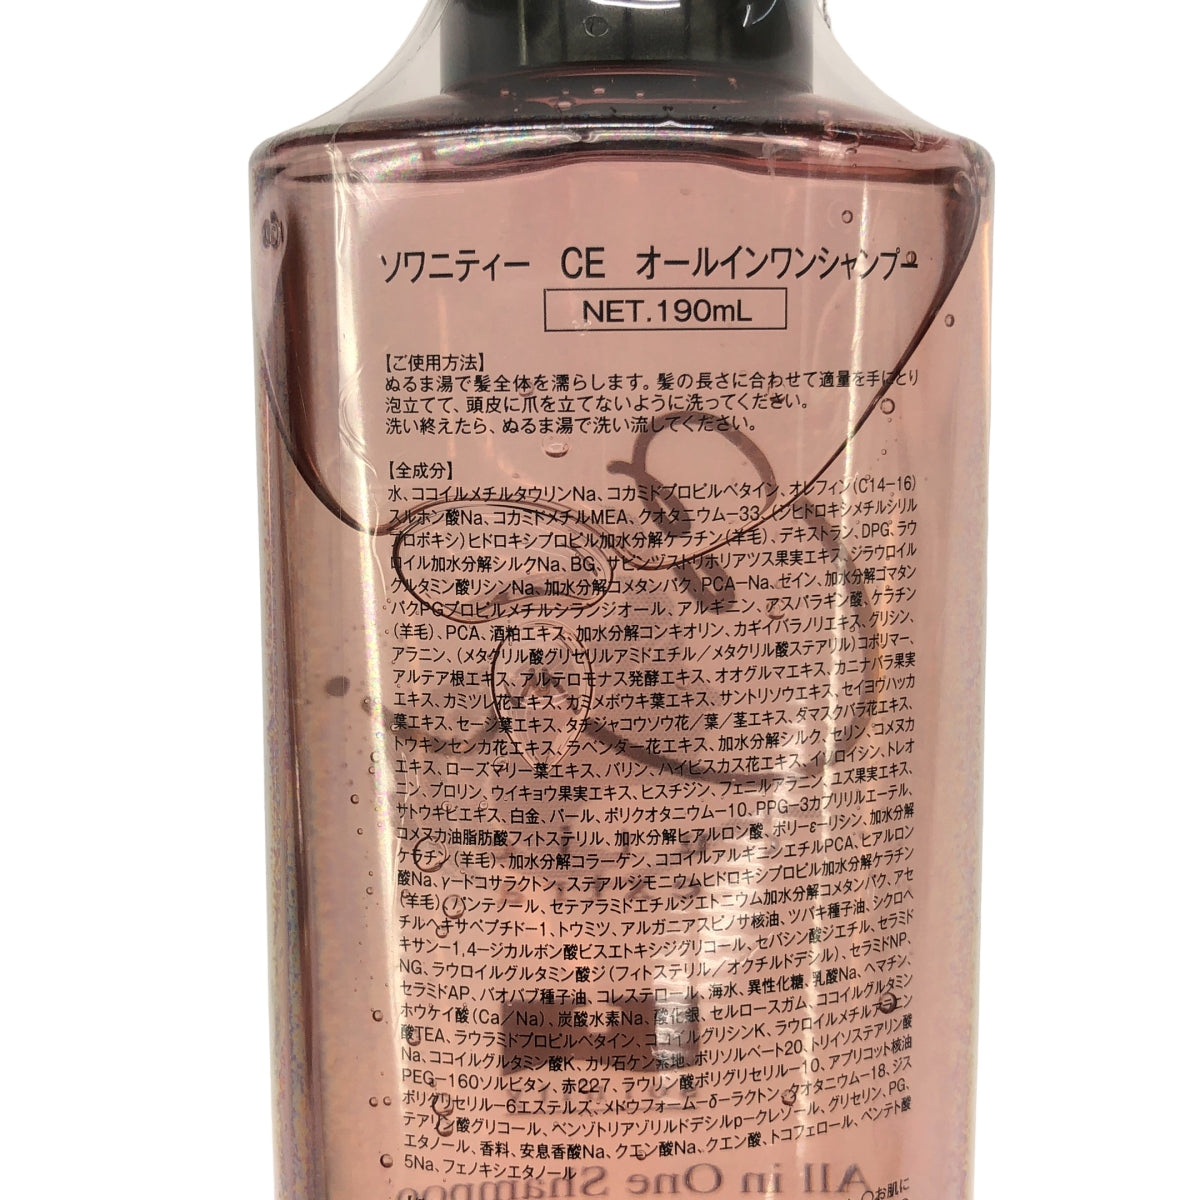 ソワニティー　CE　オールインワンシャンプー
NET.190mL
【ご使用方法】
ぬるま湯で髪全体を濡らします。髪の長さに合わせて適量を手にとり
泡立てて、頭皮に爪を立てないように洗ってください。
洗い終えたら、ぬるま湯で洗い流してください。
【全成分】
水、ココイルメチルタウリンNa、コカミドプロピルベタイン、オレフィン(C14-16)
スルホン酸Na、コカミドメチルMEA、クオタニウム-33、(ジヒドロキシメチルシリル
プロポキシ)ヒドロキシプロピル加水分解ケラチン(羊毛)、デキストラン、DPG、ラウ
ロイル加水分解シルクNa、BG、サピンヅストリホリアツス果実エキス、ジラウロイル
グルタミン酸リシンNa、加水分解コメタンパク、PCA-Na、ゼイン、加水分解ゴマタン
パクPGプロピルメチルシランジオール、アルギニン、アスパラギン酸、ケラチン
(羊毛)、PCA、酒粕エキス、加水分解コンキオリン、カギイバラノリエキス、グリシン、
アラニン、(メタクリル酸グリセリルアミドエチル／メタクリル酸ステアリル)コポリマー、
アルテア根エキス、アルテロモナス発酵エキス、オオグルマエキス、カニナバラ果実
エキス、カミツレ花エキス、カミメボウキ葉エキス、サントリソウエキス、セイヨウハッカ
葉エキス、セージ葉エキス、タチジャコウソウ花／葉／茎エキス、ダマスクバラ花エキス、
トウキンセンカ花エキス、ラベンダー花エキス、加水分解シルク、セリン、コメヌカ
エキス、ローズマリー葉エキス、バリン、ハイビスカス花エキス、イソロイシン、トレオ
ニン、プロリン、ウイキョウ果実エキス、ヒスチジン、フェニルアラニン、ユズ果実エキス、
サトウキビエキス、白金、パール、ポリクオタニウム-10、PPG-3カプリリルエーテル、
コメヌカ油脂肪酸フィトステリル、加水分解ヒアルロン酸、ポリ-ε-リシン、加水分解
ケラチン(羊毛)、加水分解コラーゲン、ココイルアルギニンエチルPCA、ヒアルロン
酸Na、γ-ドコサラクトン、ステアルジモニウムヒドロキシプロピル加水分解ケラチン
(羊毛)、パンテノール、セテアラミドエチルジエトニウム加水分解コメタンパク、アセ
チルヘキサペプチド-1、トウミツ、アルガニアスピノサ核油、ツバキ種子油、シクロヘ
キサン-1,4-ジカルボン酸ビスエトキシジグリコール、セバシン酸ジエチル、セラミド
NG、ラウロイルグルタミン酸ジ(フィトステリル／オクチルドデシル)、セラミドNP、
セラミドAP、バオバブ種子油、コレステロール、海水、異性化糖、乳酸Na、ヘマチン、
ホウケイ酸(Ca／Na)、炭酸水素Na、酸化銀、セルロースガム、ココイルグルタミン
酸TEA、ラウラミドプロピルベタイン、ココイルグリシンK、ラウロイルメチルアラニン
Na、ココイルグルタミン酸K、カリ石ケン素地、ポリソルベート20、トリイソステアリン酸
PEG-160ソルビタン、赤227、ラウリン酸ポリグリセリル-10、アプリコット核油
ポリグリセリル-6エステルズ、メドウフォーム-δ-ラクトン、クオタニウム-18、ジス
テアリン酸グリコール、ベンゾトリアゾリルドデシルp-クレゾール、グリセリン、PG、
エタノール、香料、安息香酸Na、クエン酸Na、クエン酸、トコフェロール、ペンテト酸
5Na、フェノキシエタノール
All in One Shampoo
お肌に